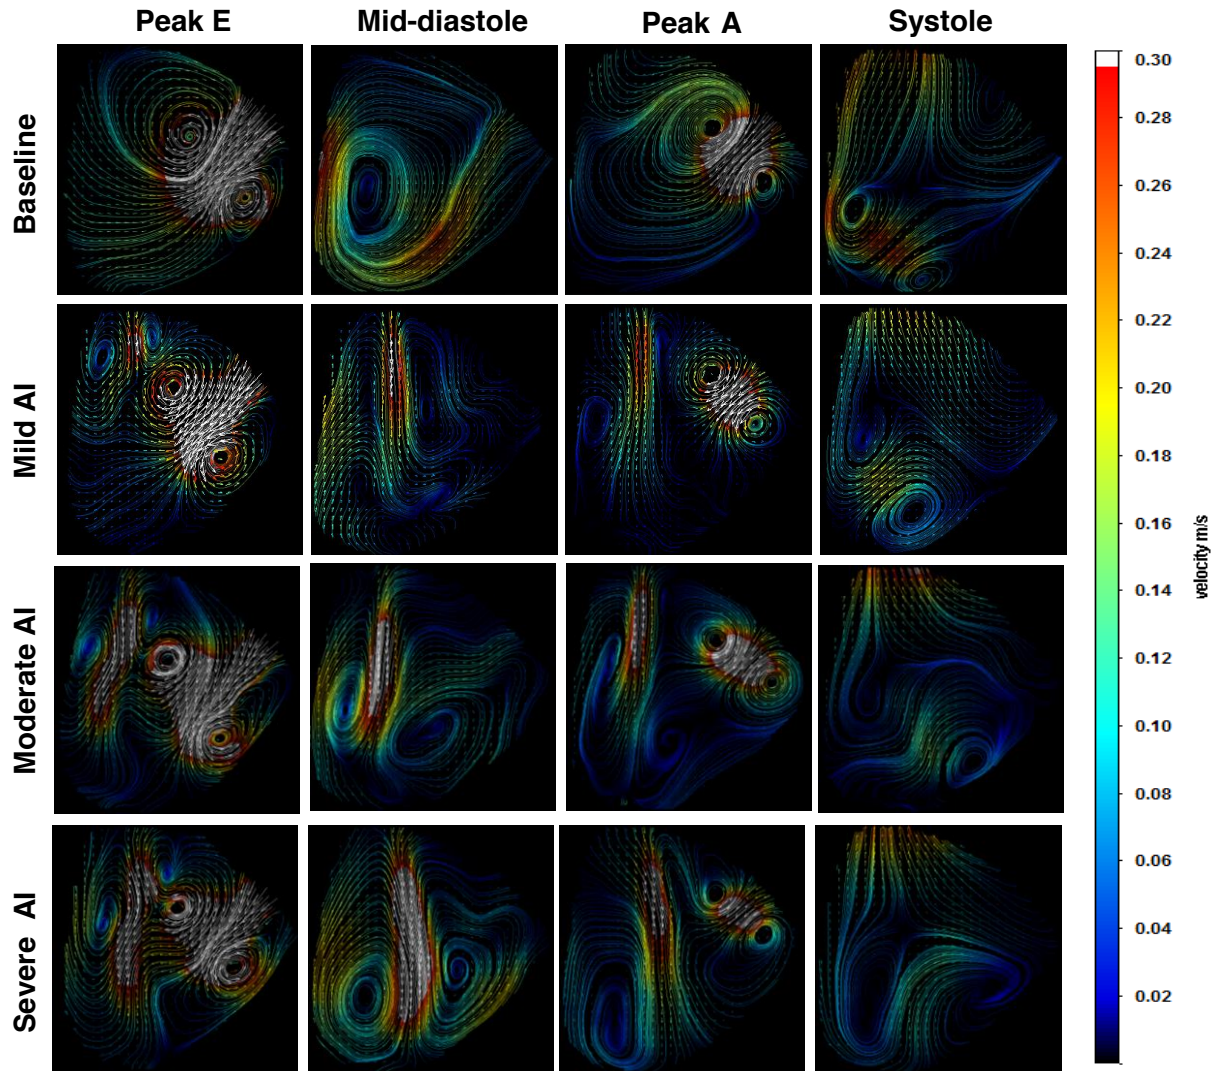 Peak E Mid-diastole Peak A Systole
Baseline
Mild AI
Moderate AI
Severe AI
0.30
0.28
0.26
0.24
0.22
0.20
0.18
0.16
0.14
0.12
0.10
0.08
0.06
0.04
0.02
velocity m/s